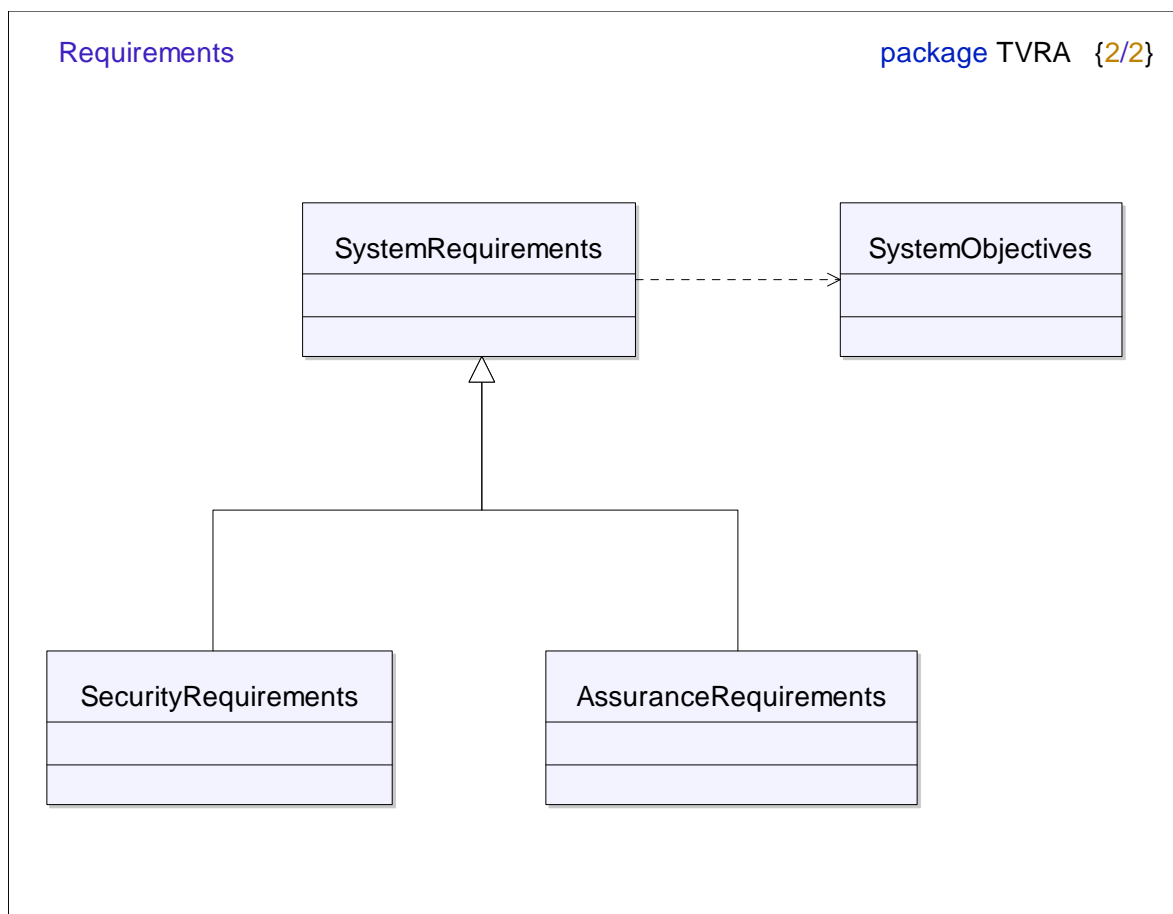 Requirements
package TVRA {2/2}
SystemRequirements
SystemObjectives
SecurityRequirements
AssuranceRequirements